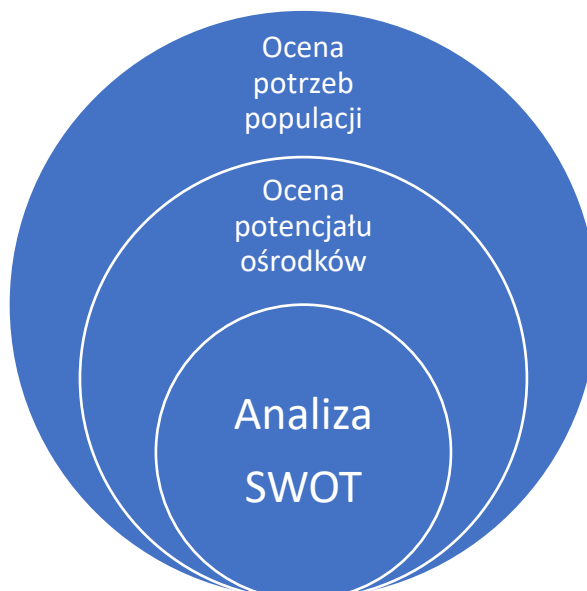 Ocena
potrzeb
populacji
Ocena
potencjału
ośrodków
Analiza
SWOT